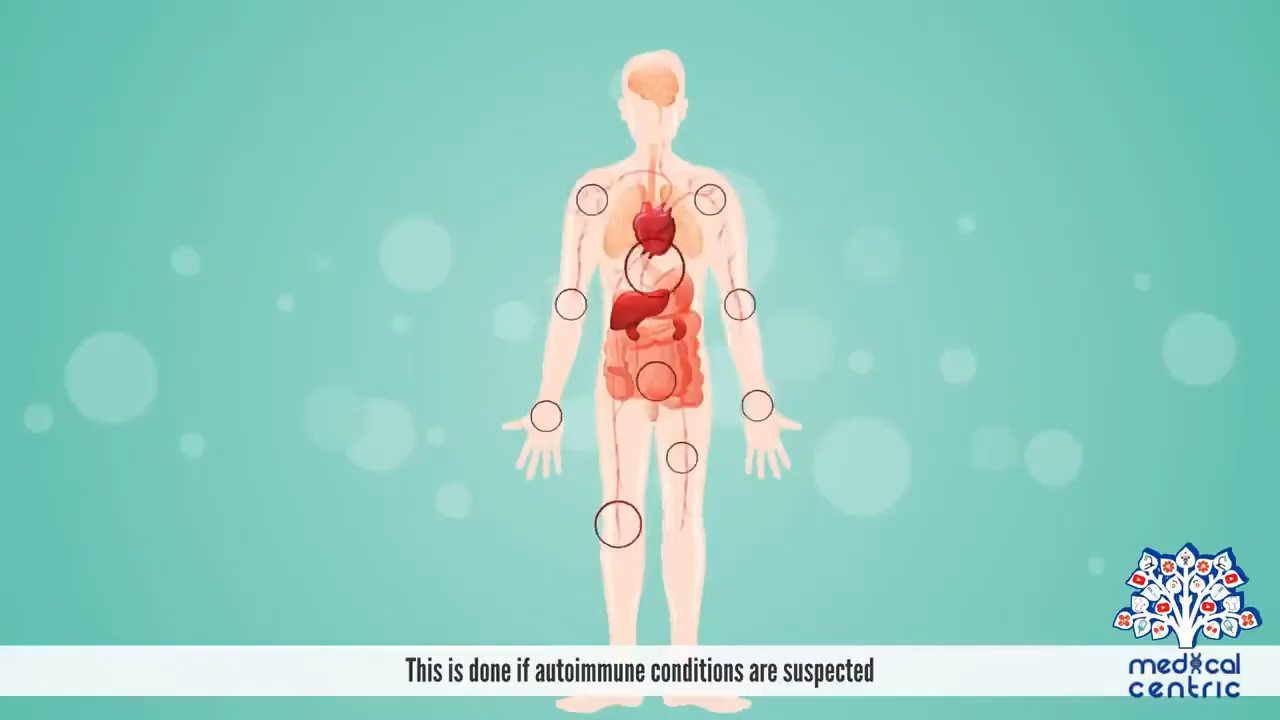 This is done if autoimmune conditions are suspected
medical
centric